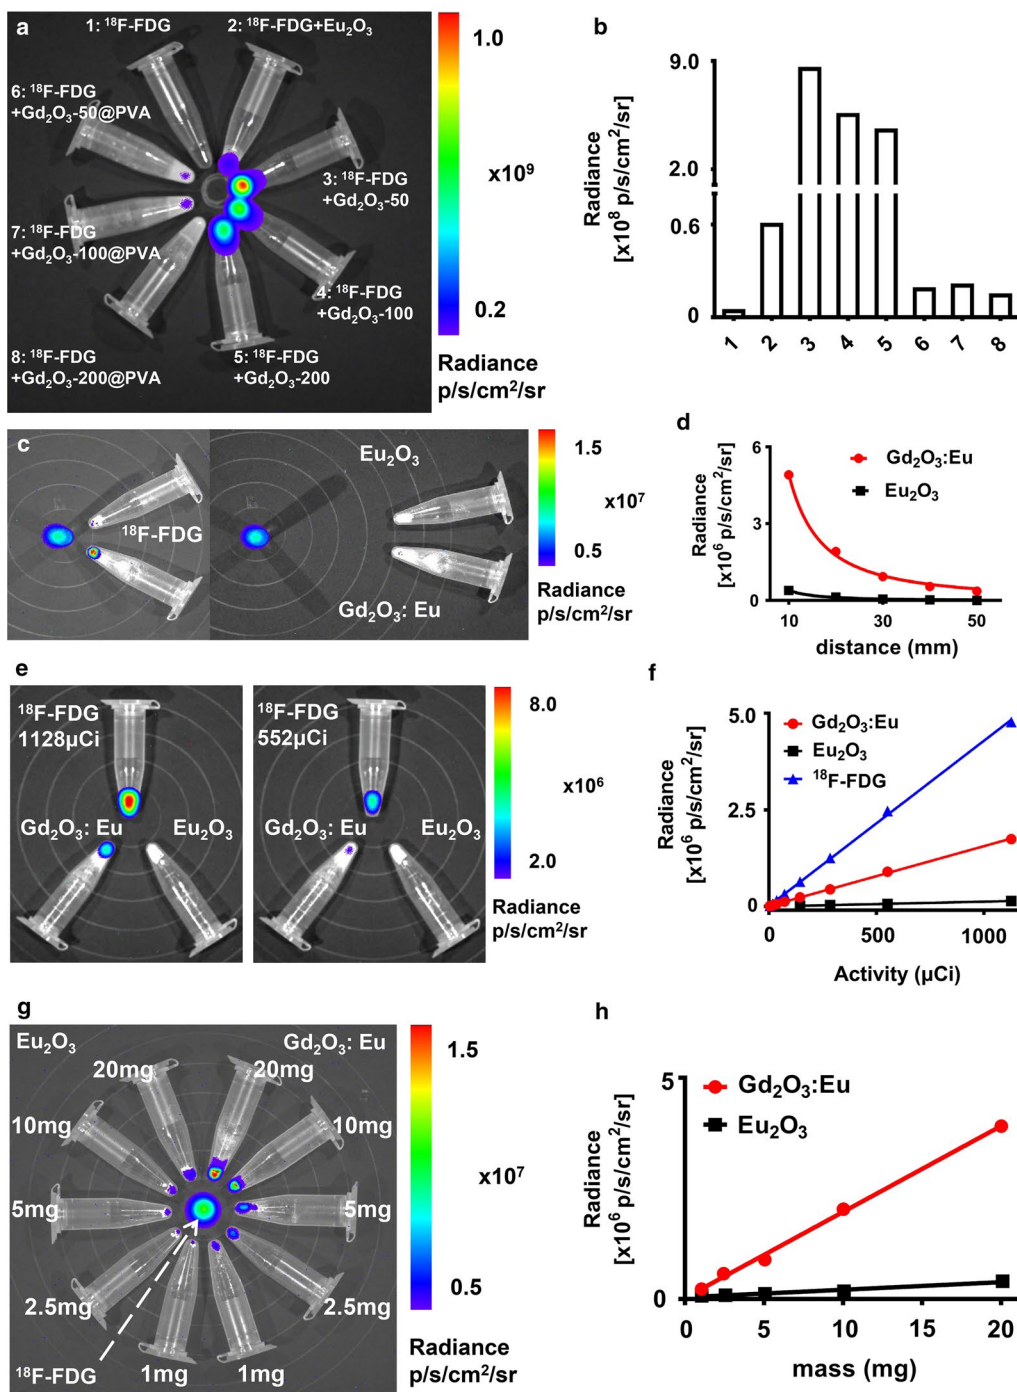 a
1: ¹⁸F-FDG
2: ¹⁸F-FDG+Eu₂O₃
6: ¹⁸F-FDG
+Gd₂O₃-50@PVA
3: ¹⁸F-FDG
+Gd₂O₃-50
7: ¹⁸F-FDG
+Gd₂O₃-100@PVA
4: ¹⁸F-FDG
+Gd₂O₃-100
8: ¹⁸F-FDG
+Gd₂O₃-200@PVA
5: ¹⁸F-FDG
+Gd₂O₃-200
1.0
x10⁹
0.2
Radiance
p/s/cm²/sr
b
Radiance
[x10⁸ p/s/cm²/sr]
9.0
2.0
0.6
0
1 2 3 4 5 6 7 8
c
¹⁸F-FDG
Eu₂O₃
Gd₂O₃: Eu
1.5
x10⁷
0.5
Radiance
p/s/cm²/sr
d
Radiance
[x10⁶ p/s/cm²/sr]
6
3
0
Gd₂O₃:Eu
Eu₂O₃
10 30 50
distance (mm)
e
¹⁸F-FDG
1128µCi
Gd₂O₃: Eu
Eu₂O₃
¹⁸F-FDG
552µCi
Gd₂O₃: Eu
Eu₂O₃
8.0
x10⁶
2.0
Radiance
p/s/cm²/sr
f
Radiance
[x10⁶ p/s/cm²/sr]
5.0
2.5
0
Gd₂O₃:Eu
Eu₂O₃
¹⁸F-FDG
0 500 1000
Activity (µCi)
g
Eu₂O₃
Gd₂O₃: Eu
20mg
20mg
10mg
10mg
5mg
5mg
2.5mg
2.5mg
¹⁸F-FDG
1mg
1mg
1.5
x10⁷
0.5
Radiance
p/s/cm²/sr
h
Radiance
[x10⁶ p/s/cm²/sr]
5
0
Gd₂O₃:Eu
Eu₂O₃
0 5 10 15 20
mass (mg)